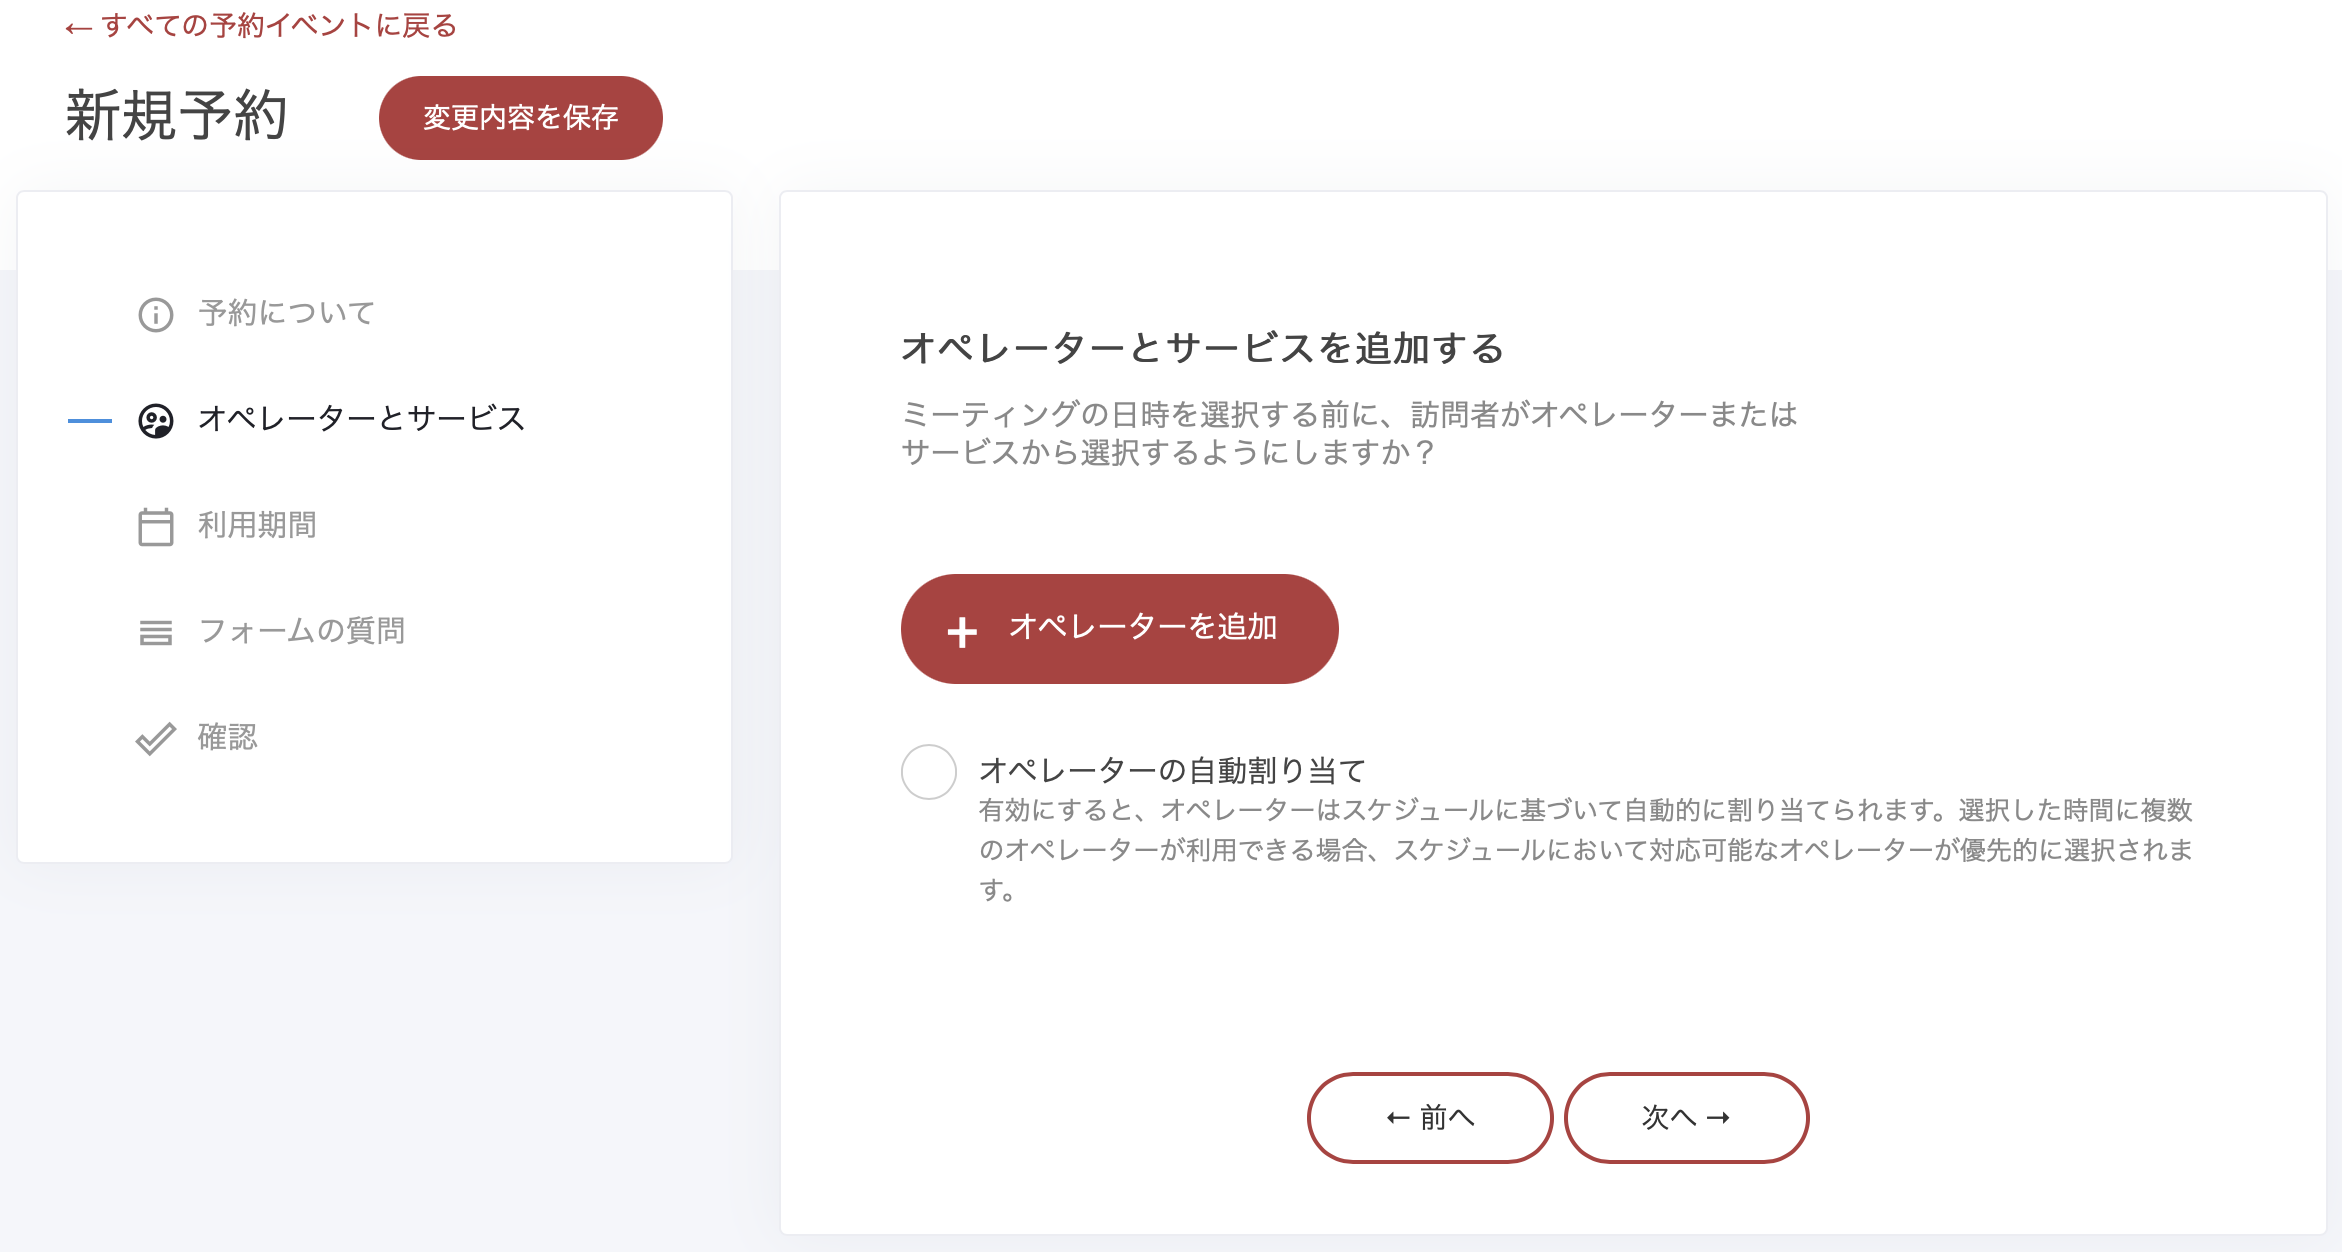 ← すべての予約イベントに戻る
新規予約
変更内容を保存
予約について
オペレーターとサービス
利用期間
フォームの質問
確認
オペレーターとサービスを追加する
ミーティングの日時を選択する前に、訪問者がオペレーターまたは
サービスから選択するようにしますか？
+ オペレーターを追加
オペレーターの自動割り当て
有効にすると、オペレーターはスケジュールに基づいて自動的に割り当てられます。選択した時間に複数
のオペレーターが利用できる場合、スケジュールにおいて対応可能なオペレーターが優先的に選択されま
す。
← 前へ
次へ →